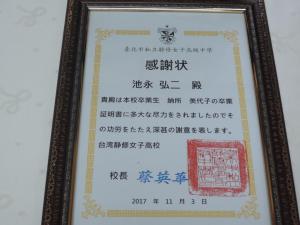 臺北市私立靜修女子高級中學
感謝状
池永 弘二 殿
貴殿は本校卒業生 納所 美代子の卒業
証明書に多大な尽力をされましたのでそ
の功労をたたえ深甚の謝意を表します。
台湾静修女子高校
校長 蔡英華
2017 年 11 月 3 日